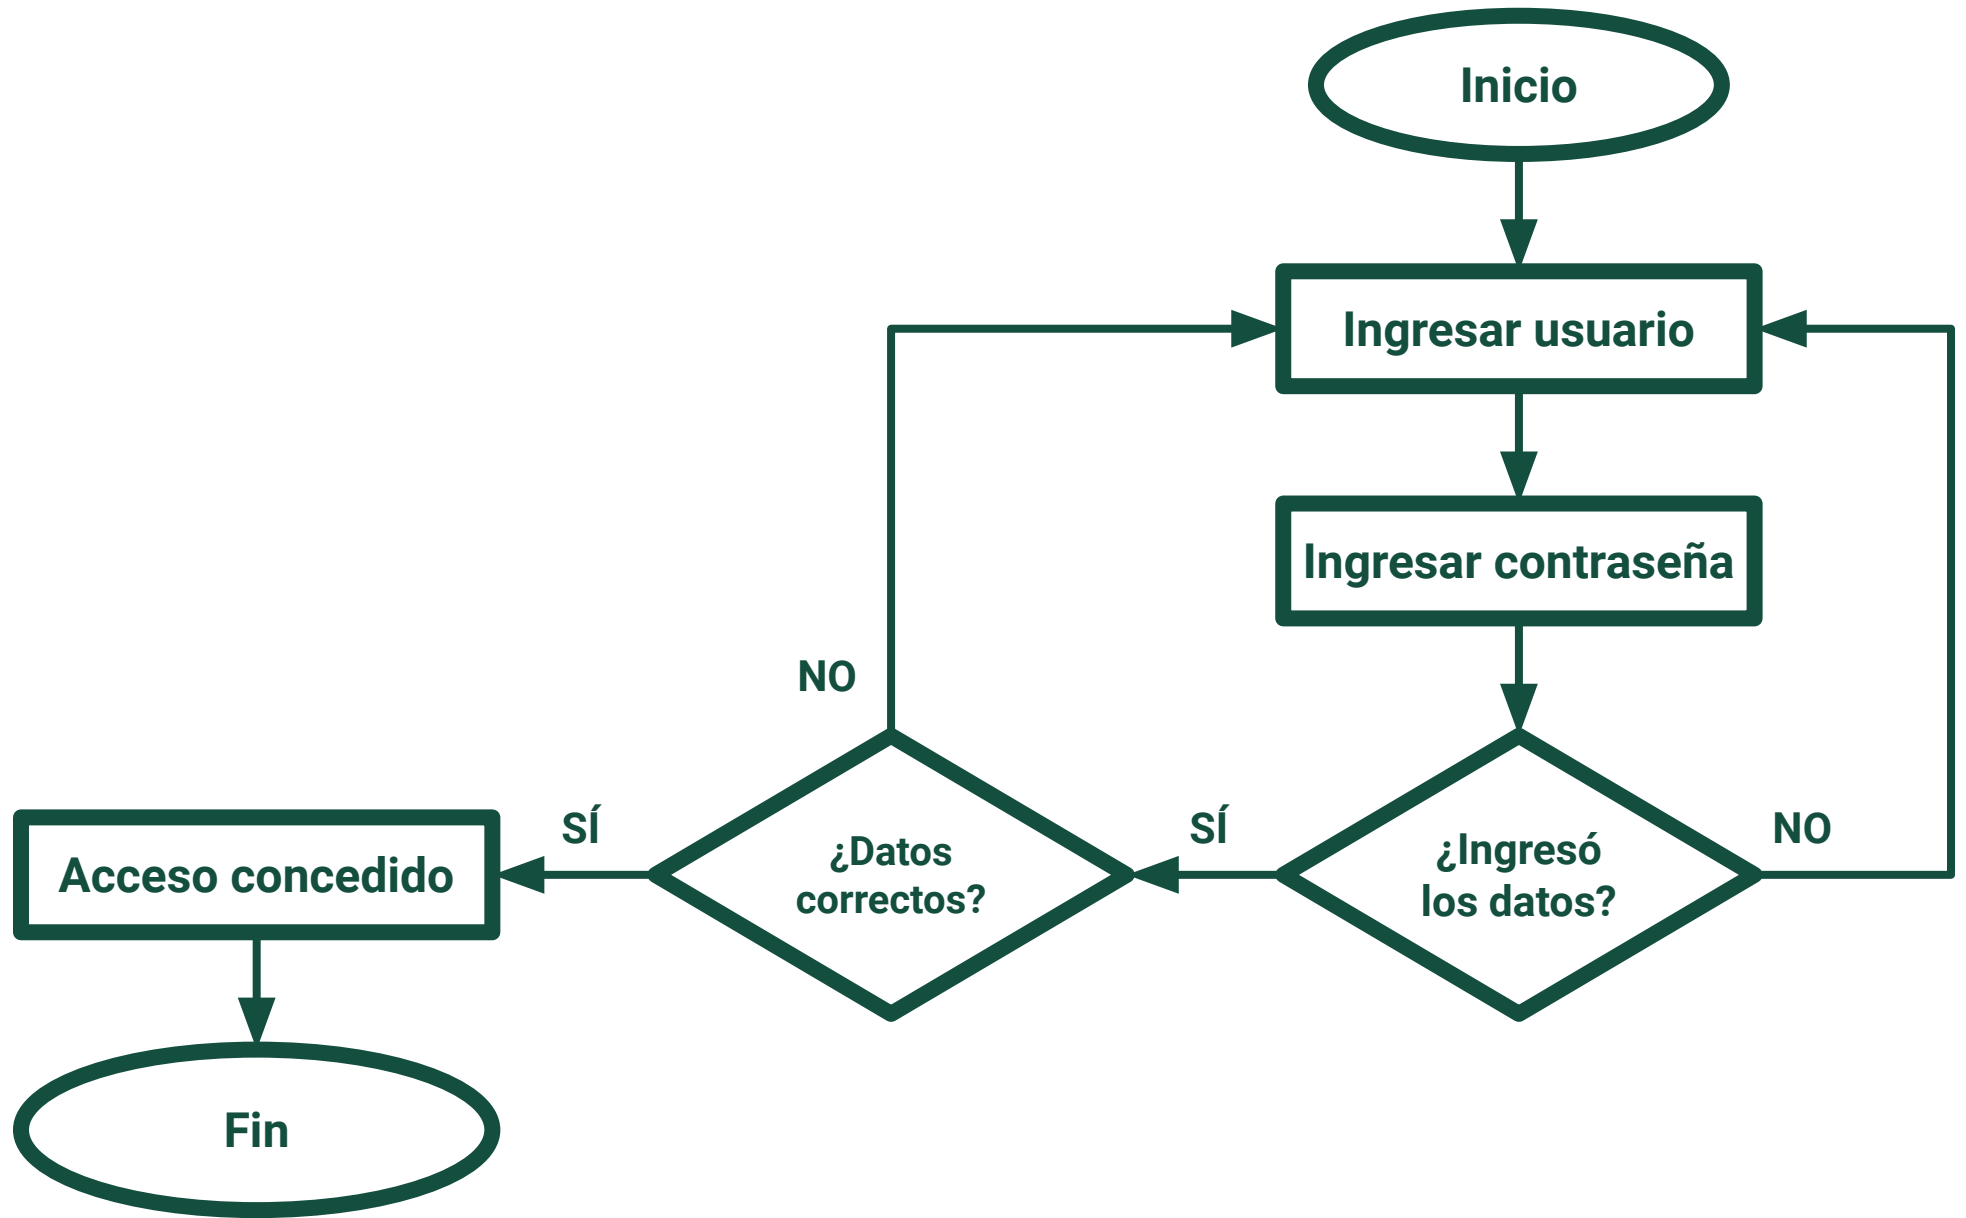 Inicio
Ingresar usuario
Ingresar contraseña
NO
SÍ
SÍ
NO
Acceso concedido
¿Datos
correctos?
¿Ingresó
los datos?
Fin